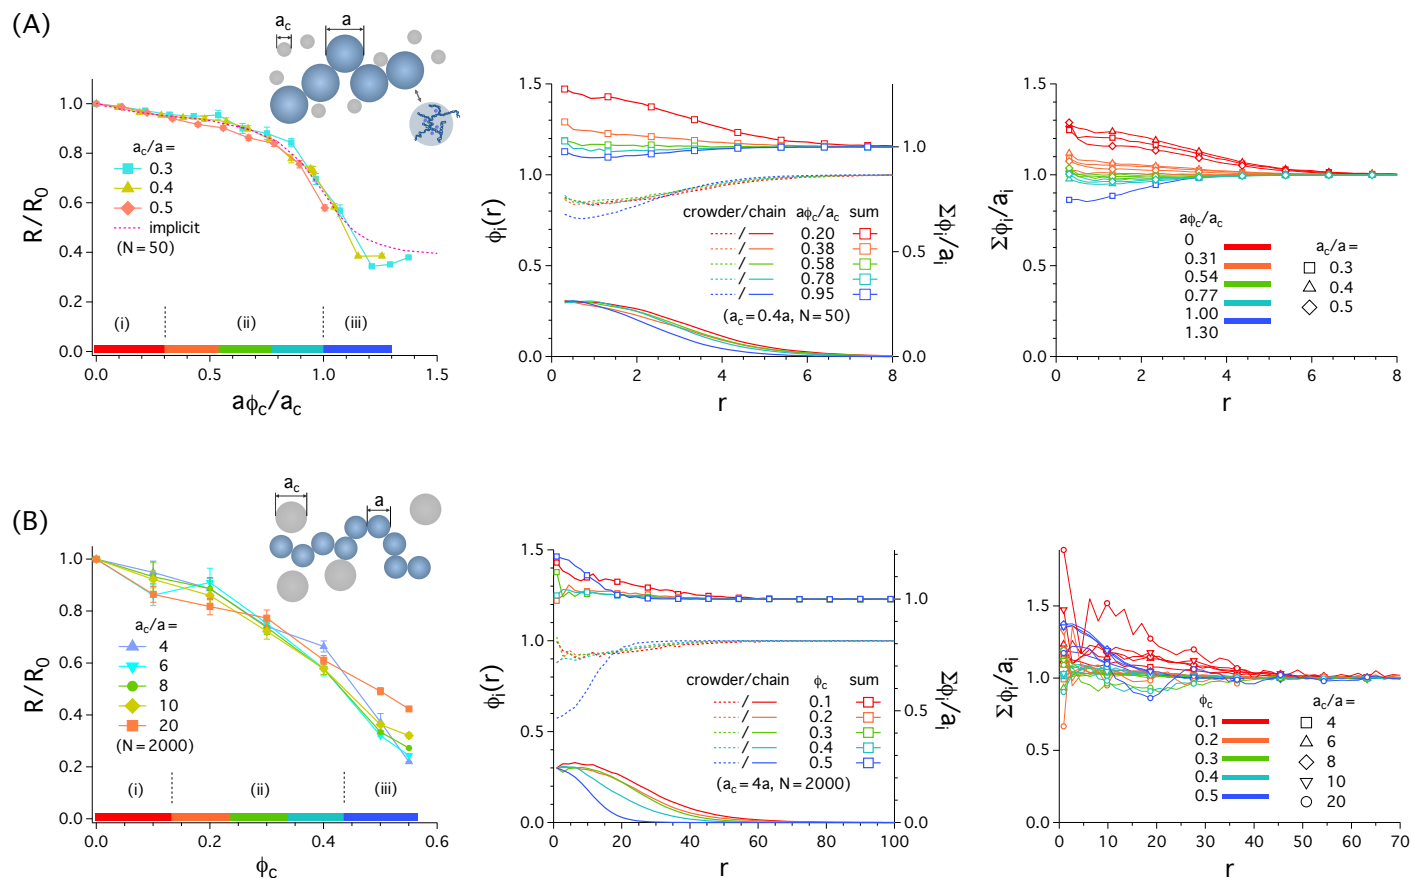 (A)
a_c
a
R/R_0
1.0
0.8
0.6
0.4
0.2
0.0
a_c/a=
0.3
0.4
0.5
implicit
(N=50)
(i)
(ii)
(iii)
0.0
0.5
1.0
1.5
aϕ_c/a_c
ϕ_i(r)
1.5
1.0
0.5
0.0
crowder/chain aϕ_c/a_c sum
/ 0.20
/ 0.38
/ 0.58
/ 0.78
/ 0.95
(a_c=0.4a, N=50)
1.0
0.5
0.0
Σϕ_i/a_i
0
2
4
6
8
r
Σϕ_i/a_i
1.5
1.0
0.5
0.0
aϕ_c/a_c
0
0.31
0.54
0.77
1.00
1.30
a_c/a=
0.3
0.4
0.5
0
2
4
6
8
r
(B)
a_c
a
R/R_0
1.0
0.8
0.6
0.4
0.2
0.0
a_c/a=
4
6
8
10
20
(N=2000)
(i)
(ii)
(iii)
0.0
0.2
0.4
0.6
ϕ_c
ϕ_i(r)
1.5
1.0
0.5
0.0
crowder/chain ϕ_c sum
/ 0.1
/ 0.2
/ 0.3
/ 0.4
/ 0.5
(a_c=4a, N=2000)
1.0
0.5
0.0
Σϕ_i/a_i
0
20
40
60
80
100
r
Σϕ_i/a_i
1.5
1.0
0.5
0.0
ϕ_c
0.1
0.2
0.3
0.4
0.5
a_c/a=
4
6
8
10
20
0
10
20
30
40
50
60
70
r